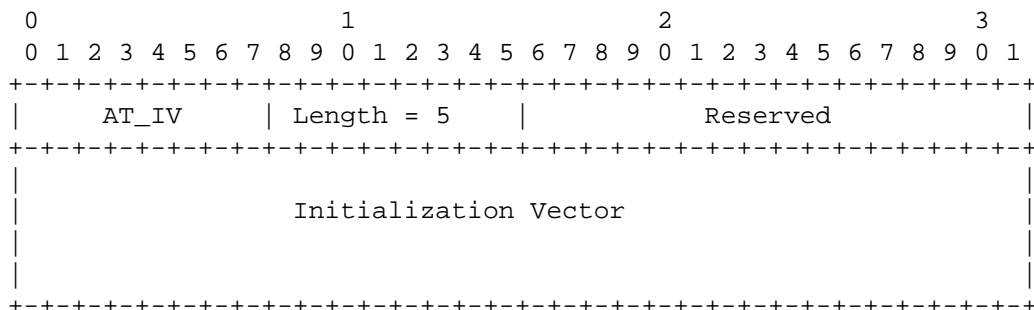 0                   1                   2                   3
 0 1 2 3 4 5 6 7 8 9 0 1 2 3 4 5 6 7 8 9 0 1 2 3 4 5 6 7 8 9 0 1
+-+-+-+-+-+-+-+-+-+-+-+-+-+-+-+-+-+-+-+-+-+-+-+-+-+-+-+-+-+-+-+-+
|     AT_IV     | Length = 5    |           Reserved            |
+-+-+-+-+-+-+-+-+-+-+-+-+-+-+-+-+-+-+-+-+-+-+-+-+-+-+-+-+-+-+-+-+
|                                                               |
|                 Initialization Vector                         |
|                                                               |
|                                                               |
+-+-+-+-+-+-+-+-+-+-+-+-+-+-+-+-+-+-+-+-+-+-+-+-+-+-+-+-+-+-+-+-+